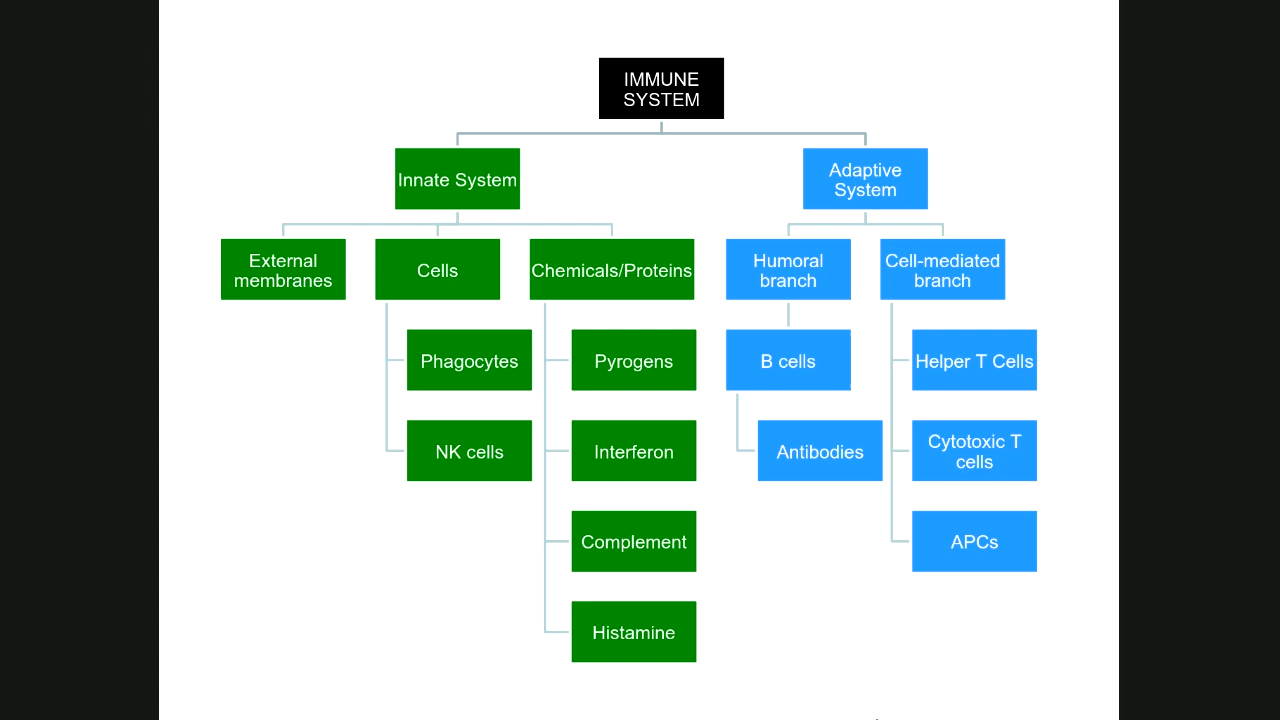 IMMUNE
SYSTEM
Innate System
Adaptive
System
External
membranes
Cells
Chemicals/Proteins
Humoral
branch
Cell-mediated
branch
Phagocytes
Pyrogens
B cells
Helper T Cells
NK cells
Interferon
Antibodies
Cytotoxic T
cells
Complement
APCs
Histamine